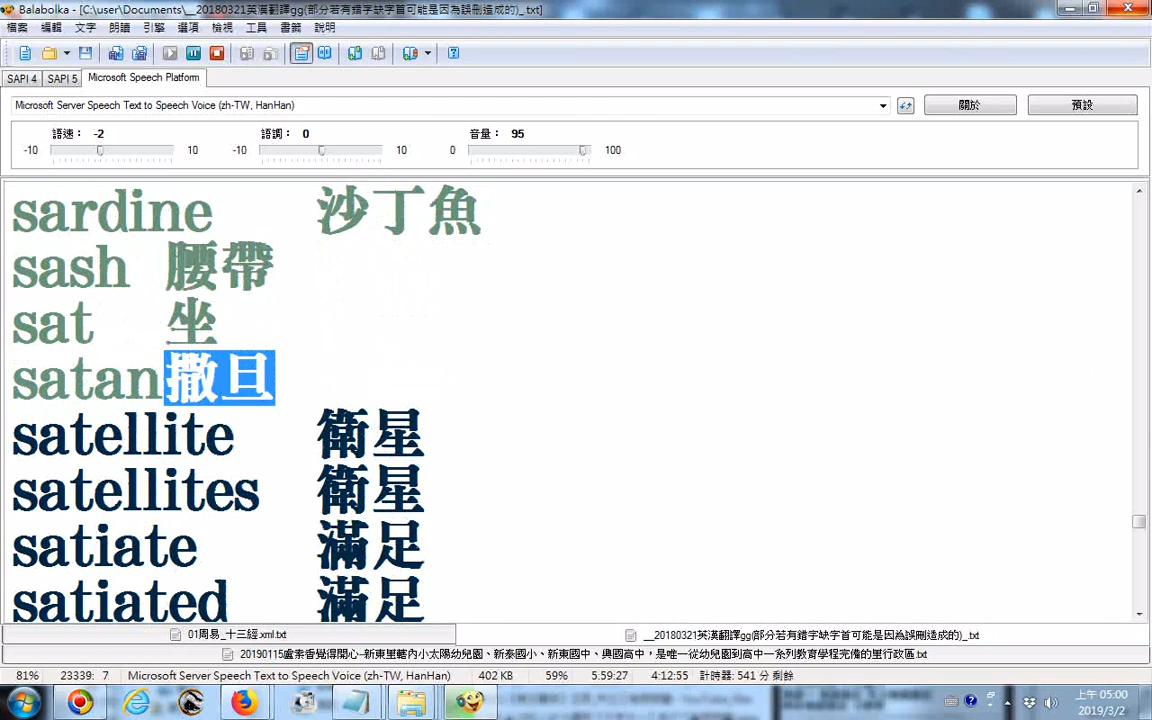 Balabolka - [C:\user\Documents\__20180321英漢翻譯gg(部分若有錯字缺字首可能是因為誤刪造成的)_.txt]
檔案 編輯 文字 朗讀 引擎 選項 檢視 工具 書籤 說明
SAPI 4 SAPI 5 Microsoft Speech Platform
Microsoft Server Speech Text to Speech Voice (zh-TW, HanHan) 關於 預設
語速： -2 語調： 0 音量： 95
-10 10 -10 10 0 100
sardine 沙丁魚
sash 腰帶
sat 坐
satan 撒旦
satellite 衛星
satellites 衛星
satiate 滿足
satiated 滿足
01周易_十三經.xml.txt __20180321英漢翻譯gg(部分若有錯字缺字首可能是因為誤刪造成的)_.txt
20190115盧素香覺得開心-新東里轄內小太陽幼兒園、新泰國小、新東國中、興國高中，是唯一從幼兒園到高中一系列教育學程完備的里行政區.txt
81% 23339: 7 Microsoft Server Speech Text to Speech Voice (zh-TW, HanHan) 402 KB 59% 5:59:27 4:12:55 計時器： 541 分 剩餘
上午 05:00
2019/3/2